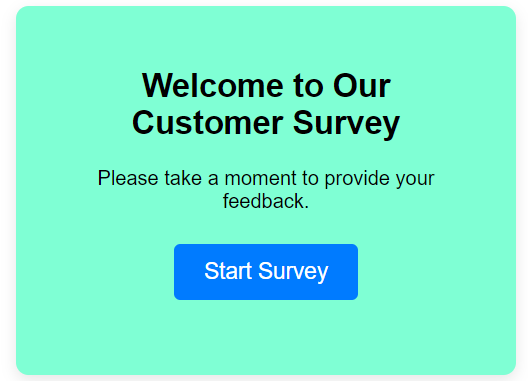 Welcome to Our
Customer Survey
Please take a moment to provide your
feedback.
Start Survey